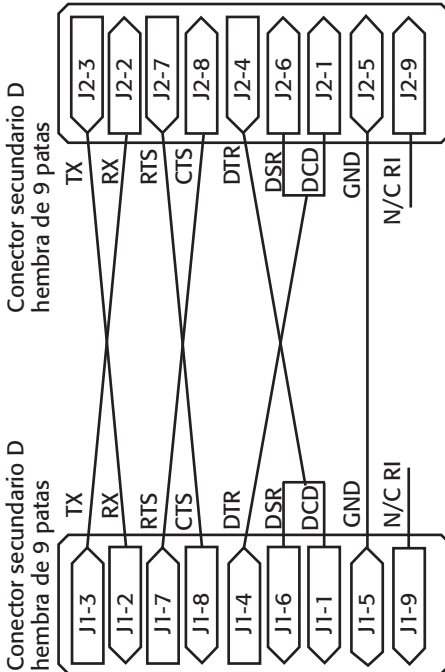 Conector secundario D
hembra de 9 patas
J1-3
J1-2
J1-7
J1-8
J1-4
J1-6
J1-1
J1-5
J1-9
TX
RX
RTS
CTS
DTR
DSR
DCD
GND
N/C RI
Conector secundario D
hembra de 9 patas
TX
RX
RTS
CTS
DTR
DSR
DCD
GND
N/C RI
J2-3
J2-2
J2-7
J2-8
J2-4
J2-6
J2-1
J2-5
J2-9